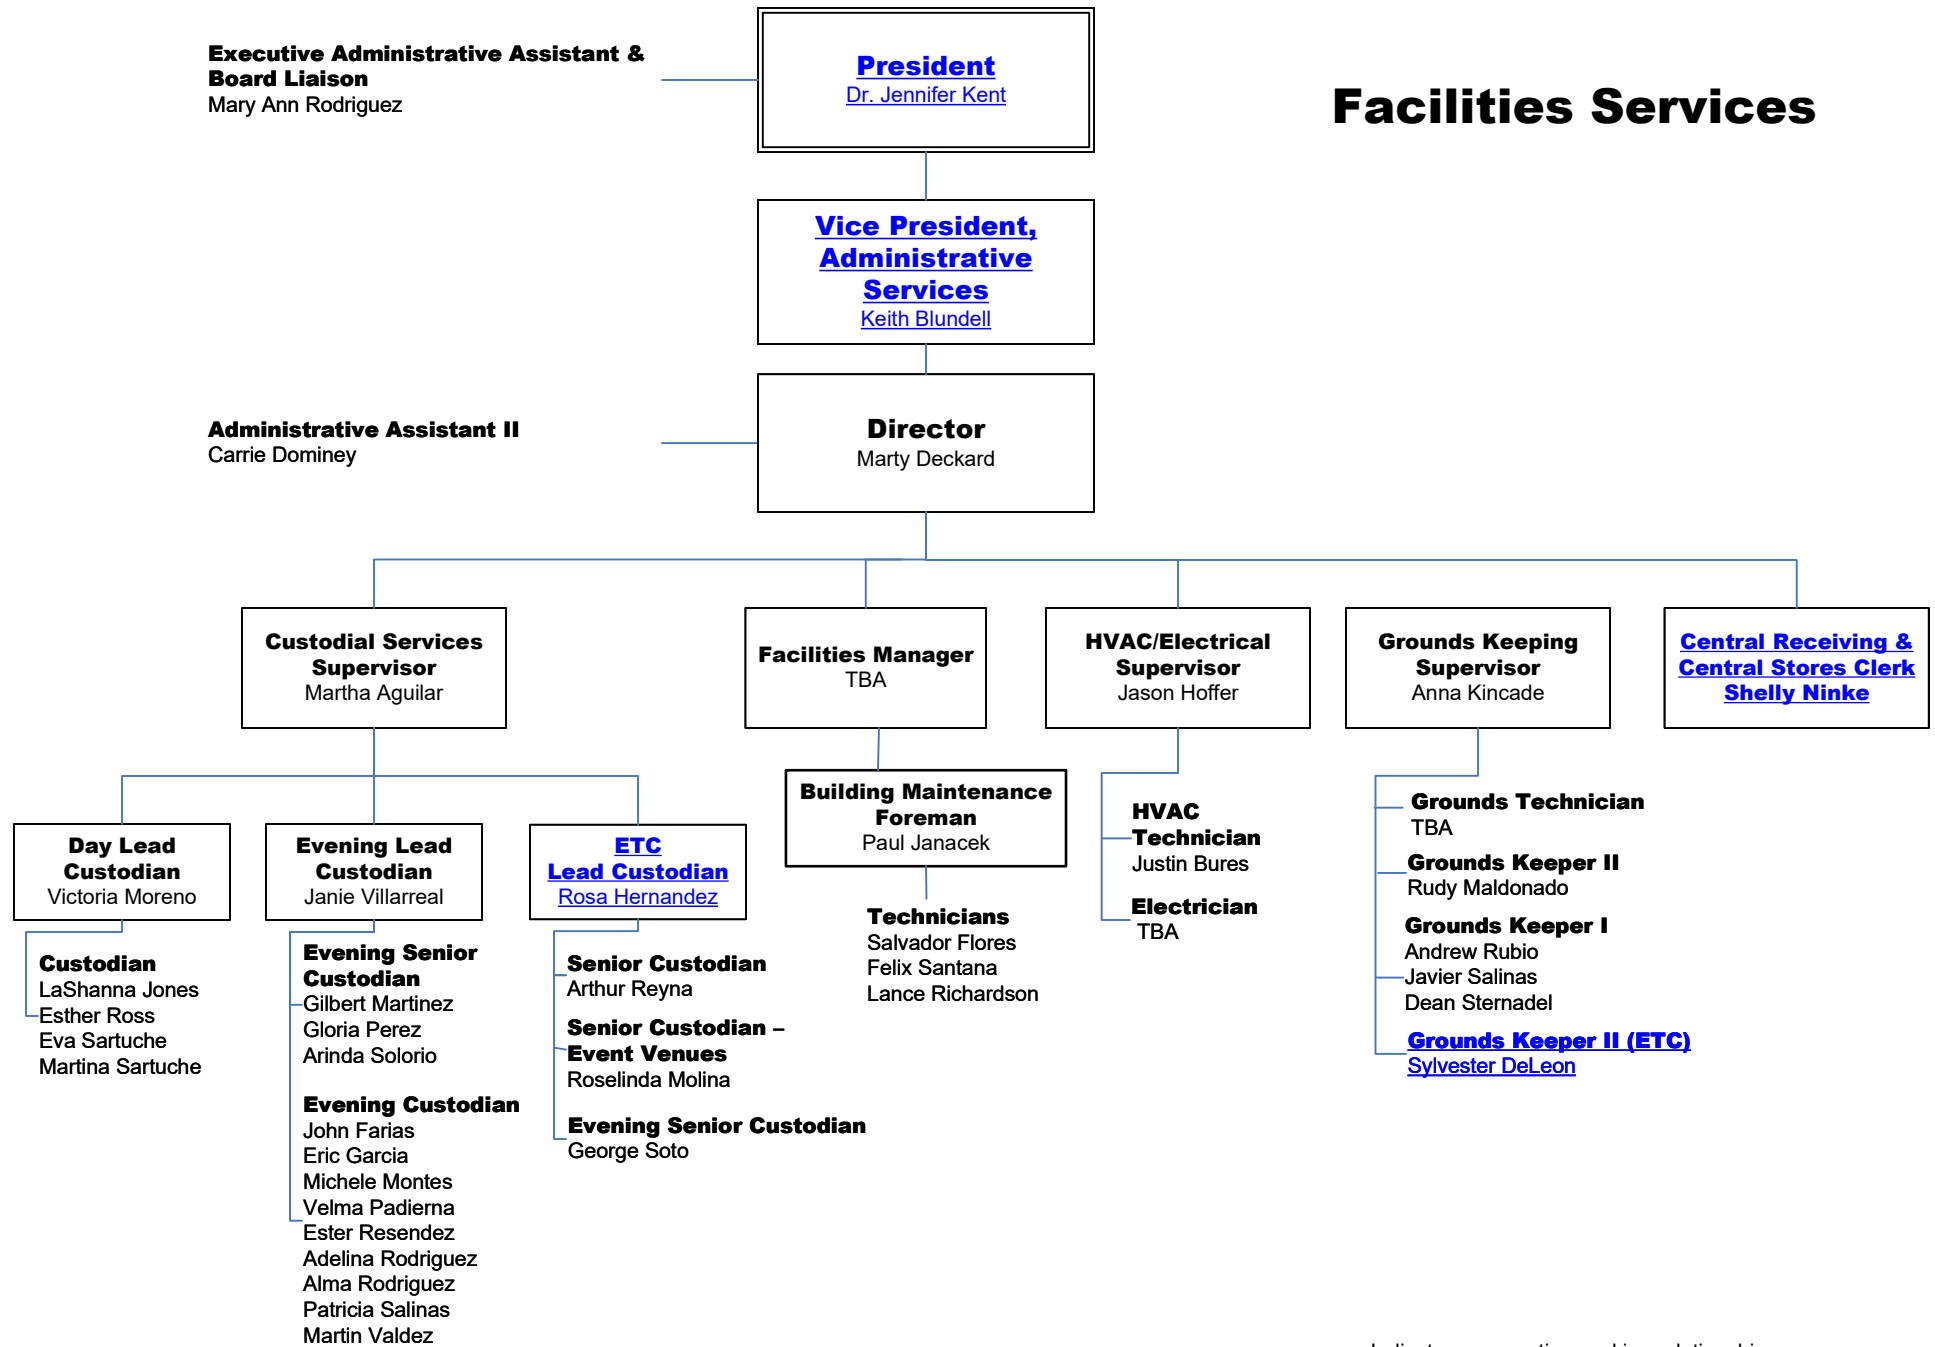 Executive Administrative Assistant &
Board Liaison
Mary Ann Rodriguez
President
Dr. Jennifer Kent
Facilities Services
Vice President,
Administrative
Services
Keith Blundell
Administrative Assistant II
Carrie Dominey
Director
Marty Deckard
Custodial Services
Supervisor
Martha Aguilar
Facilities Manager
TBA
HVAC/Electrical
Supervisor
Jason Hoffer
Grounds Keeping
Supervisor
Anna Kincade
Central Receiving &
Central Stores Clerk
Shelly Ninke
Day Lead
Custodian
Victoria Moreno
Evening Lead
Custodian
Janie Villarreal
ETC
Lead Custodian
Rosa Hernandez
Building Maintenance
Foreman
Paul Janacek
HVAC
Technician
Justin Bures
Electrician
TBA
Grounds Technician
TBA
Grounds Keeper II
Rudy Maldonado
Grounds Keeper I
Andrew Rubio
Javier Salinas
Dean Sternadel
Grounds Keeper II (ETC)
Sylvester DeLeon
Custodian
LaShanna Jones
Esther Ross
Eva Sartuche
Martina Sartuche
Evening Senior
Custodian
Gilbert Martinez
Gloria Perez
Arinda Solorio
Evening Custodian
John Farias
Eric Garcia
Michele Montes
Velma Padierna
Ester Resendez
Adelina Rodriguez
Alma Rodriguez
Patricia Salinas
Martin Valdez
Senior Custodian
Arthur Reyna
Senior Custodian –
Event Venues
Roselinda Molina
Evening Senior Custodian
George Soto
Technicians
Salvador Flores
Felix Santana
Lance Richardson